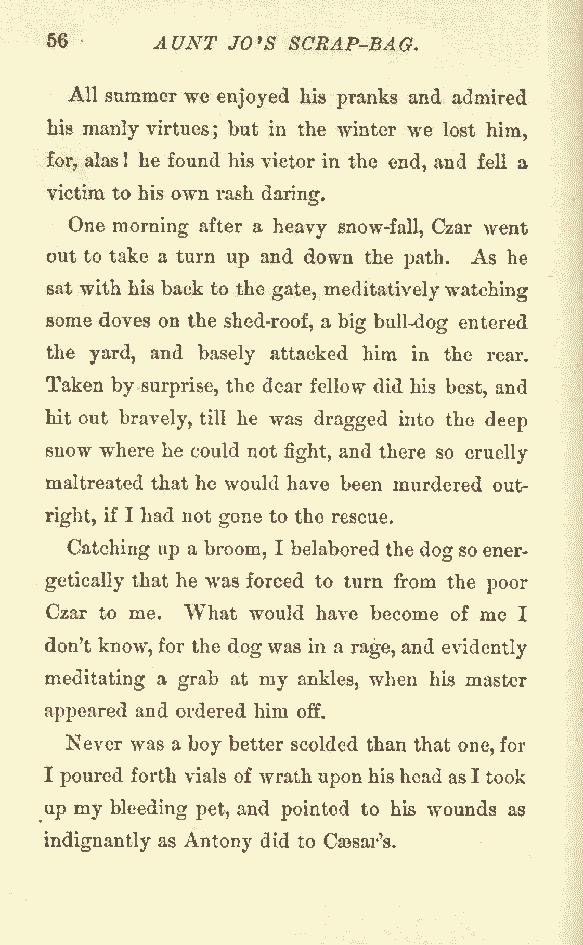 56 AUNT JO'S SCRAP-BAG.
All summer we enjoyed his pranks and admired
his manly virtues; but in the winter we lost him,
for, alas! he found his victor in the end, and fell a
victim to his own rash daring.
One morning after a heavy snow-fall, Czar went
out to take a turn up and down the path. As he
sat with his back to the gate, meditatively watching
some doves on the shed-roof, a big bull-dog entered
the yard, and basely attacked him in the rear.
Taken by surprise, the dear fellow did his best, and
hit out bravely, till he was dragged into the deep
snow where he could not fight, and there so cruelly
maltreated that he would have been murdered out-
right, if I had not gone to the rescue.
Catching up a broom, I belabored the dog so ener-
getically that he was forced to turn from the poor
Czar to me. What would have become of me I
don't know, for the dog was in a rage, and evidently
meditating a grab at my ankles, when his master
appeared and ordered him off.
Never was a boy better scolded than that one, for
I poured forth vials of wrath upon his head as I took
up my bleeding pet, and pointed to his wounds as
indignantly as Antony did to Cæsar's.